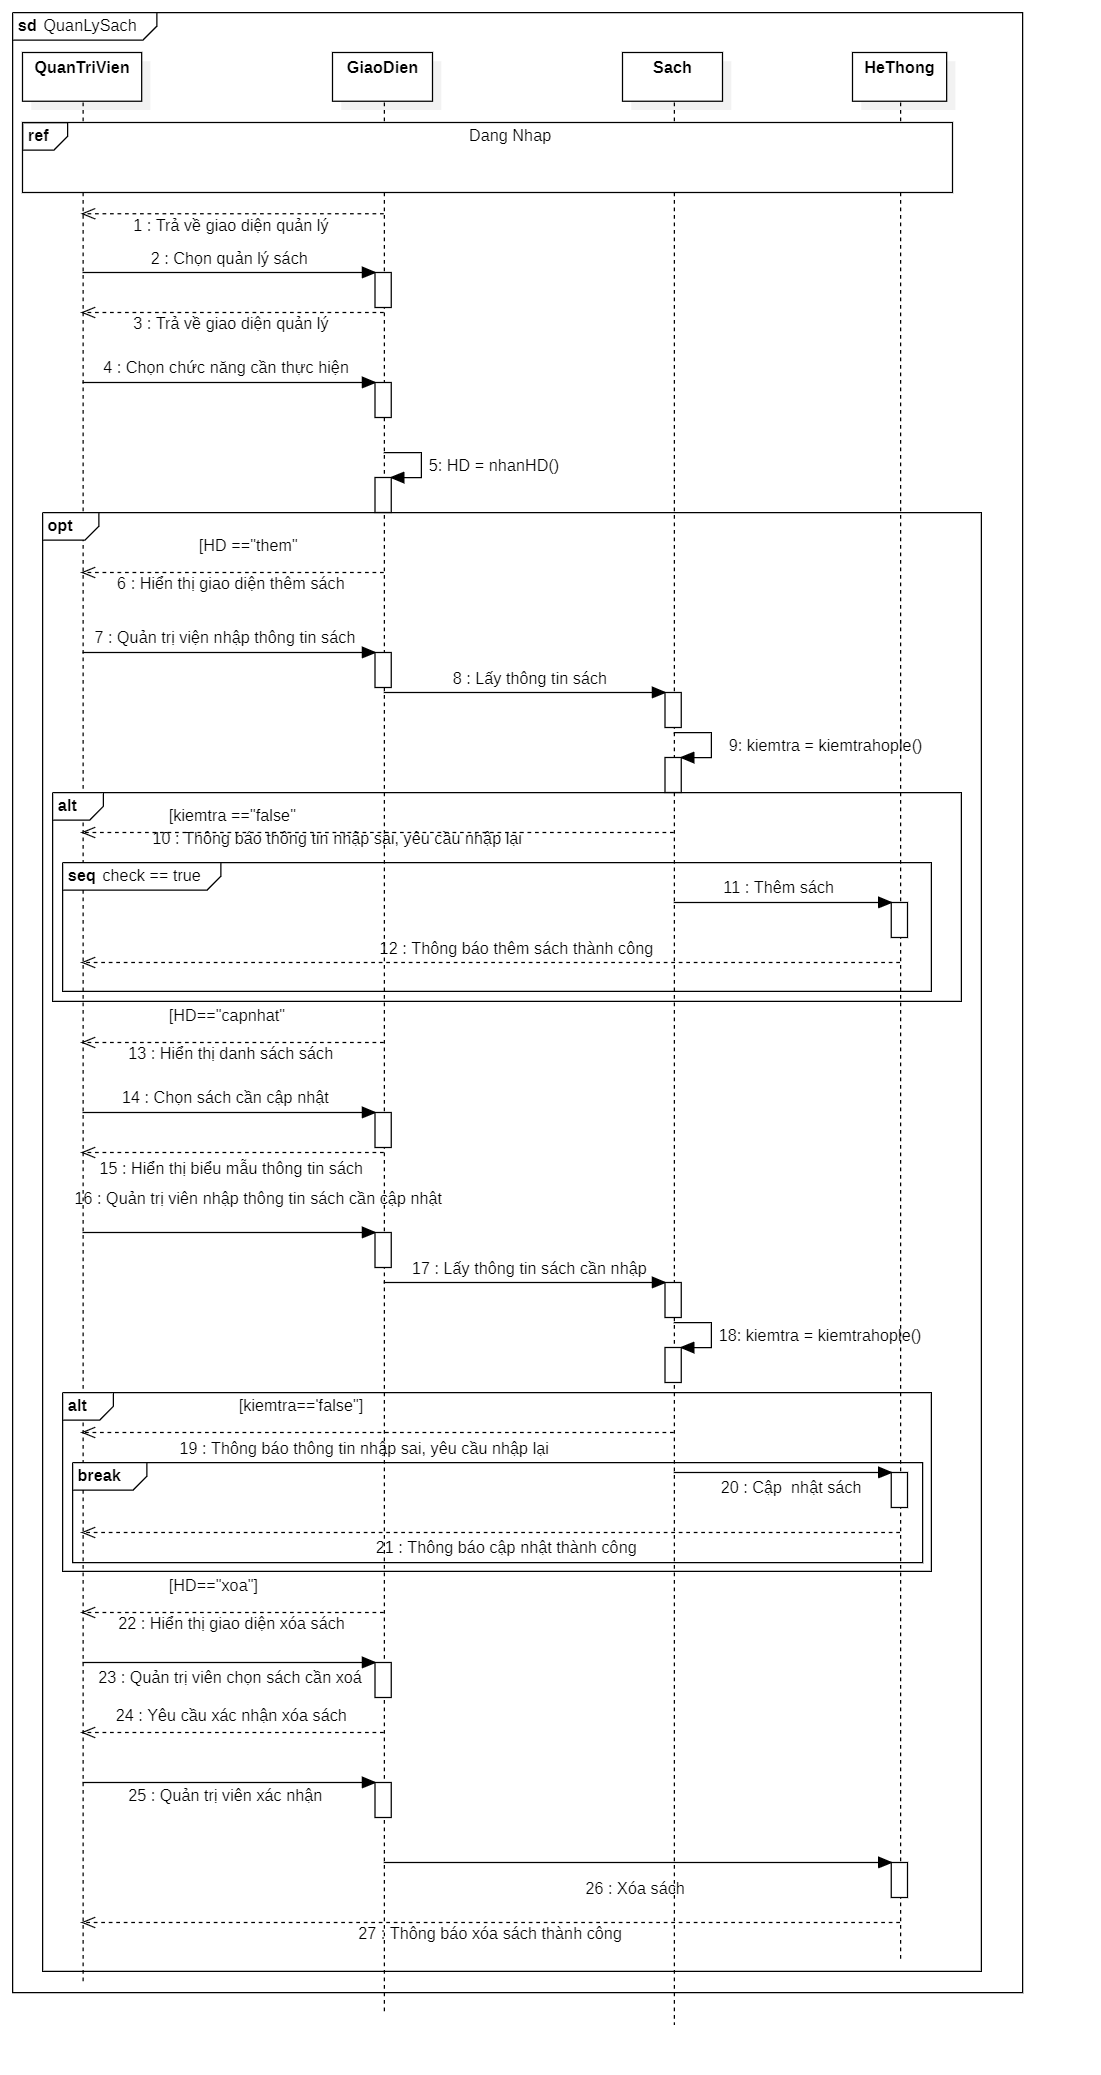 sd QuanLySach
QuanTriVien GiaoDien Sach HeThong
ref Dang Nhap
1 : Trả về giao diện quản lý
2 : Chọn quản lý sách
3 : Trả về giao diện quản lý
4 : Chọn chức năng cần thực hiện
5: HD = nhanHD()
opt
[HD =="them"
6 : Hiển thị giao diện thêm sách
7 : Quản trị viện nhập thông tin sách
8 : Lấy thông tin sách
9: kiemtra = kiemtrahople()
alt
[kiemtra =="false"
10 : Thông báo thông tin nhập sai, yêu cầu nhập lại
seq check == true
11 : Thêm sách
12 : Thông báo thêm sách thành công
[HD=="capnhat"
13 : Hiển thị danh sách sách
14 : Chọn sách cần cập nhật
15 : Hiển thị biểu mẫu thông tin sách
16 : Quản trị viên nhập thông tin sách cần cập nhật
17 : Lấy thông tin sách cần nhập
18: kiemtra = kiemtrahople()
alt [kiemtra=='false"]
19 : Thông báo thông tin nhập sai, yêu cầu nhập lại
break
20 : Cập  nhật sách
21 : Thông báo cập nhật thành công
[HD=="xoa"]
22 : Hiển thị giao diện xóa sách
23 : Quản trị viên chọn sách cần xoá
24 : Yêu cầu xác nhận xóa sách
25 : Quản trị viên xác nhận
26 : Xóa sách
27 : Thông báo xóa sách thành công